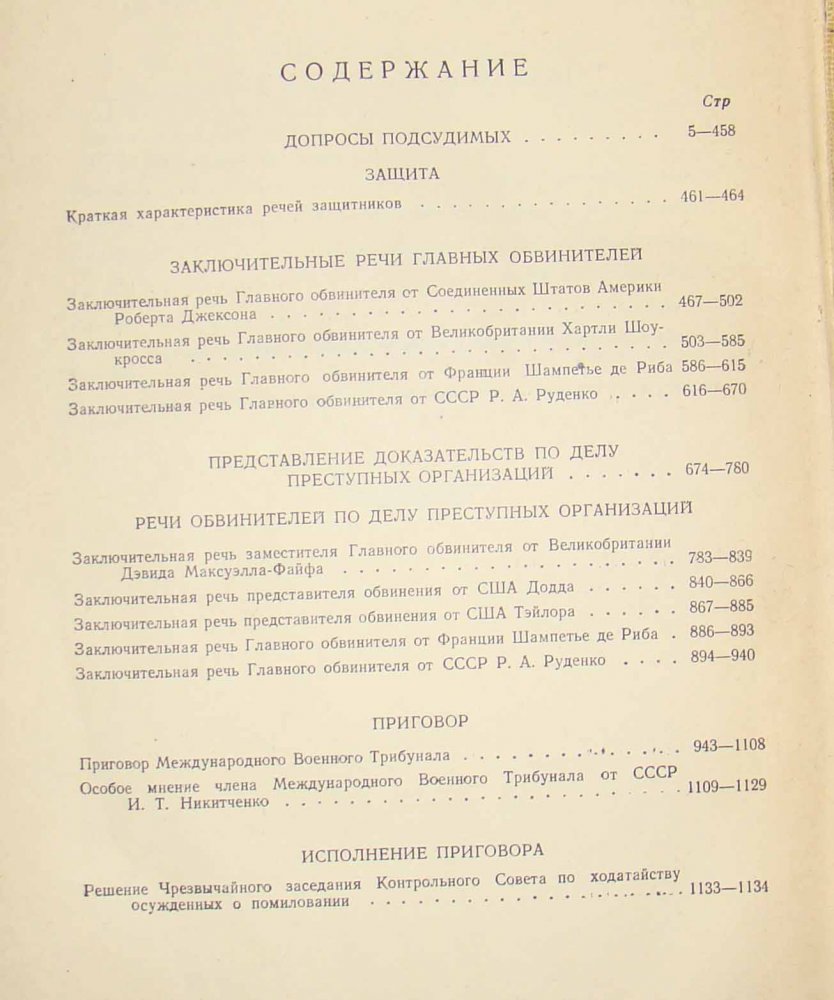 СОДЕРЖАНИЕ
Стр
ДОПРОСЫ ПОДСУДИМЫХ . . . . . . . . . 5—458
ЗАЩИТА
Краткая характеристика речей защитников . . . . . . . . . . . . . . 461—464
ЗАКЛЮЧИТЕЛЬНЫЕ РЕЧИ ГЛАВНЫХ ОБВИНИТЕЛЕЙ
Заключительная речь Главного обвинителя от Соединенных Штатов Америки
Роберта Джексона . . . . . . . . . . . . . . . . . . . . 467—502
Заключительная речь Главного обвинителя от Великобритании Хартли Шоу-
кросса . . . . . . . . . . . . . . . . . . . . . . . . 503—585
Заключительная речь Главного обвинителя от Франции Шампетье де Риба 586—615
Заключительная речь Главного обвинителя от СССР Р. А. Руденко . . . . 616—670
ПРЕДСТАВЛЕНИЕ ДОКАЗАТЕЛЬСТВ ПО ДЕЛУ
ПРЕСТУПНЫХ ОРГАНИЗАЦИЙ . . . . . . . 674—780
РЕЧИ ОБВИНИТЕЛЕЙ ПО ДЕЛУ ПРЕСТУПНЫХ ОРГАНИЗАЦИЙ
Заключительная речь заместителя Главного обвинителя от Великобритании
Дэвида Максуэлла-Файфа . . . . . . . . . . . . . . . . . 783—839
Заключительная речь представителя обвинения от США Додда . . . . . . 840—866
Заключительная речь представителя обвинения от США Тэйлора . . . . . 867—885
Заключительная речь Главного обвинителя от Франции Шампетье де Риба . 886—893
Заключительная речь Главного обвинителя от СССР Р. А. Руденко . . . . 894—940
ПРИГОВОР
Приговор Международного Военного Трибунала . . . . . . . . . . . . 943—1108
Особое мнение члена Международного Военного Трибунала от СССР
И. Т. Никитченко . . . . . . . . . . . . . . . . . . . . 1109—1129
ИСПОЛНЕНИЕ ПРИГОВОРА
Решение Чрезвычайного заседания Контрольного Совета по ходатайству
осужденных о помиловании . . . . . . . . . . . . . . . . 1133—1134